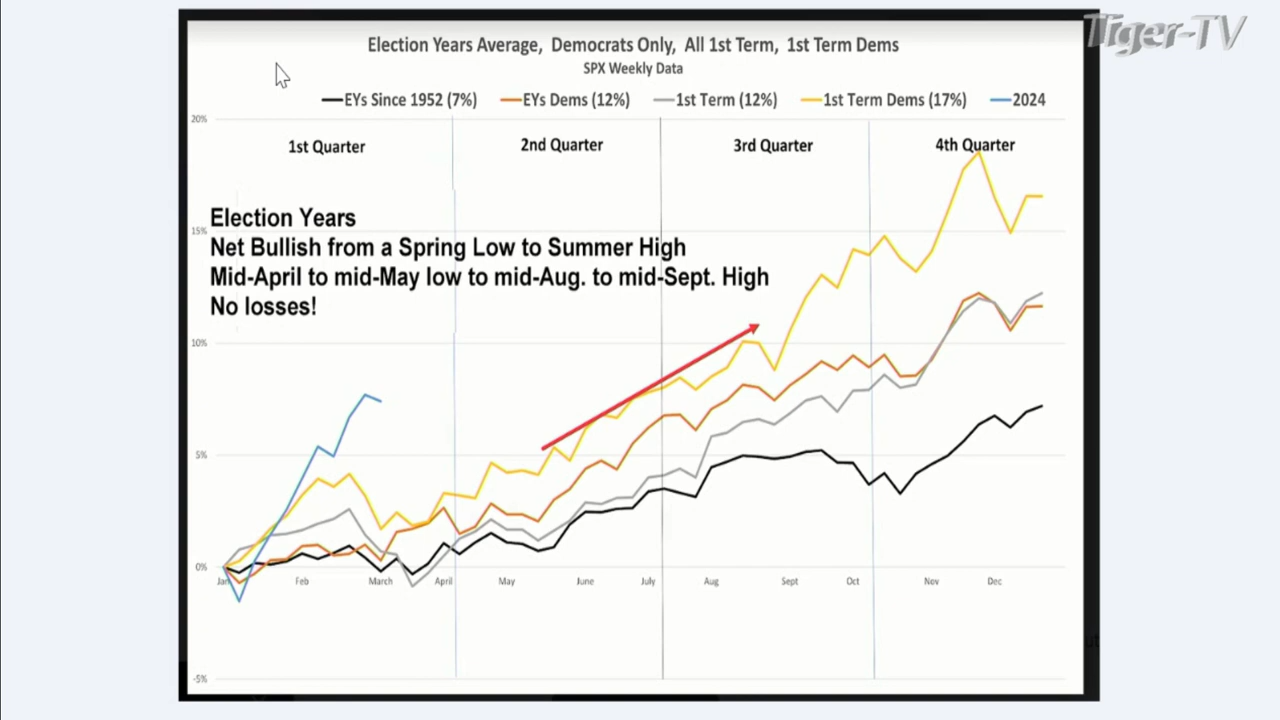 Tiger-TV
Election Years Average, Democrats Only, All 1st Term, 1st Term Dems
SPX Weekly Data
EYs Since 1952 (7%) EYs Dems (12%) 1st Term (12%) 1st Term Dems (17%) 2024
20%
1st Quarter 2nd Quarter 3rd Quarter 4th Quarter
Election Years
15%
Net Bullish from a Spring Low to Summer High
Mid-April to mid-May low to mid-Aug. to mid-Sept. High
No losses!
10%
5%
0%
Jan Feb March April May June July Aug Sept Oct Nov Dec
-5%